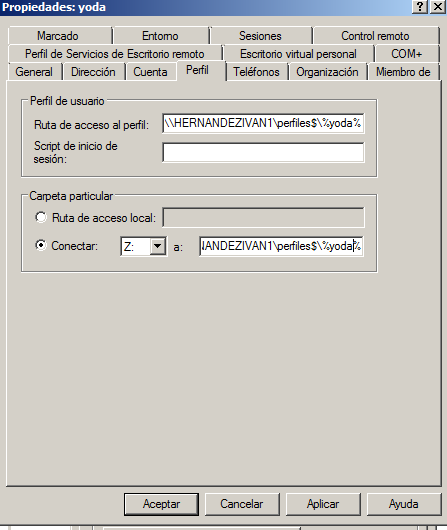 Propiedades: yoda
Marcado Entorno Sesiones Control remoto
Perfil de Servicios de Escritorio remoto Escritorio virtual personal COM+
General Dirección Cuenta Perfil Teléfonos Organización Miembro de
Perfil de usuario
Ruta de acceso al perfil: \\HERNANDEZIVAN1\perfiles$\%yoda%
Script de inicio de
sesión:
Carpeta particular
Ruta de acceso local:
Conectar: Z: a: NANDEZIVAN1\perfiles$\%yoda%
Aceptar Cancelar Aplicar Ayuda